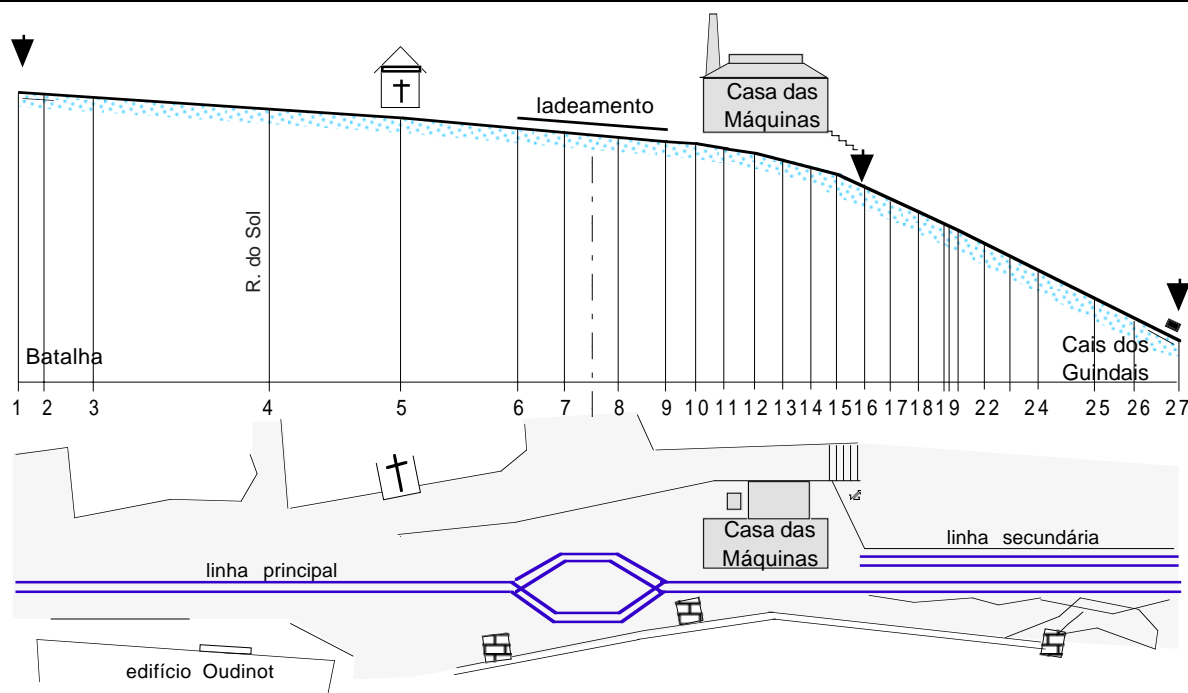 ladeamento
Casa das
Máquinas
R. do Sol
Batalha
Cais dos
Guindais
1 2 3 4 5 6 7 8 9 10 11 12 13 14 15 16 17 18 19 22 24 25 26 27
Casa das
Máquinas
linha secundária
linha principal
edifício Oudinot